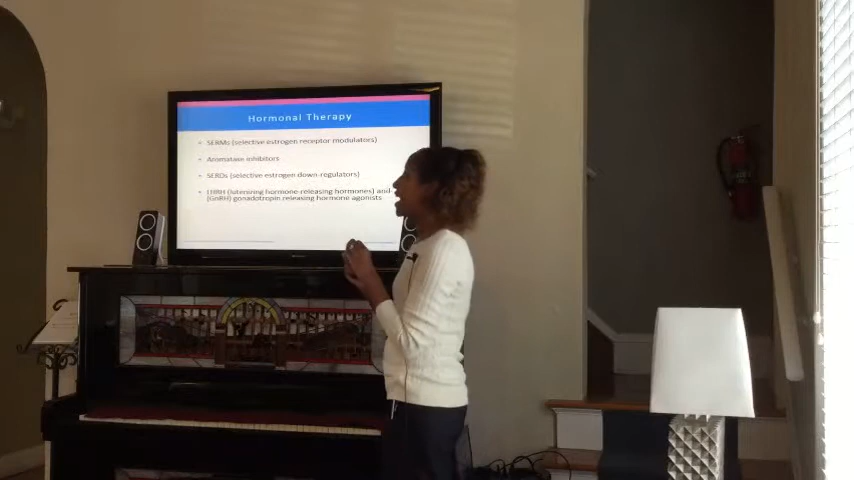 Hormonal Therapy
• SERMs (selective estrogen receptor modulators)
• Aromatase inhibitors
• SERDs (selective estrogen down-regulators)
• LHRH (luteinizing hormone-releasing hormones) and
(GnRH) gonadotropin releasing hormone agonists